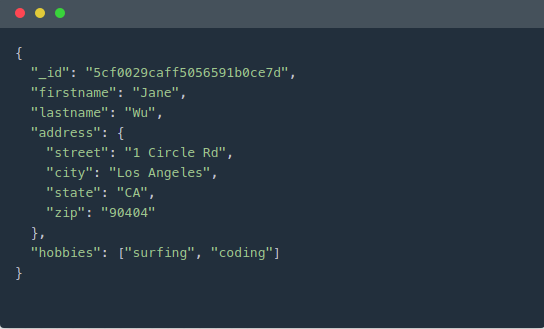 {
  "_id": "5cf0029caff5056591b0ce7d",
  "firstname": "Jane",
  "lastname": "Wu",
  "address": {
    "street": "1 Circle Rd",
    "city": "Los Angeles",
    "state": "CA",
    "zip": "90404"
  },
  "hobbies": ["surfing", "coding"]
}